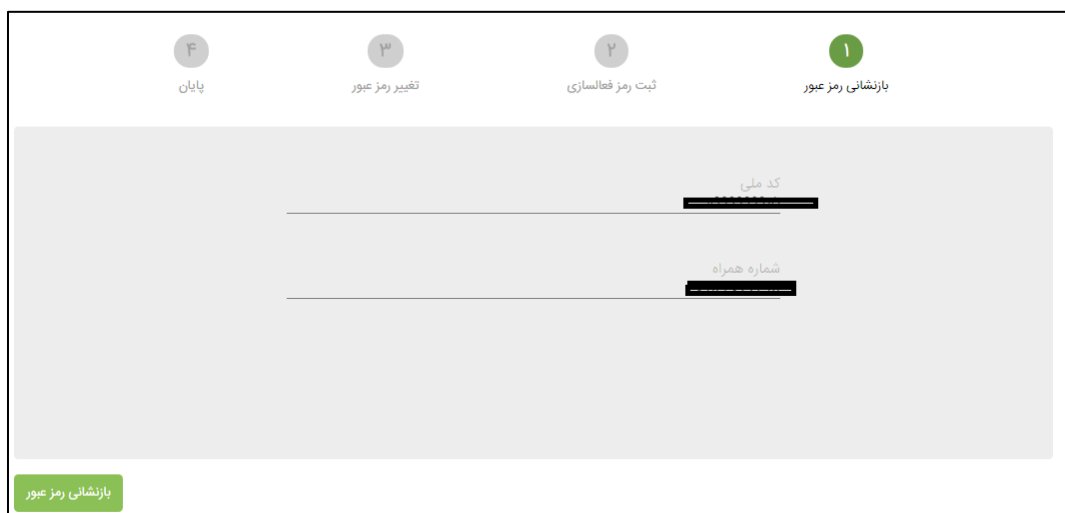 ۱
بازنشانی رمز عبور
۲
ثبت رمز فعالسازی
۳
تغییر رمز عبور
۴
پایان
کد ملی
شماره همراه
بازنشانی رمز عبور